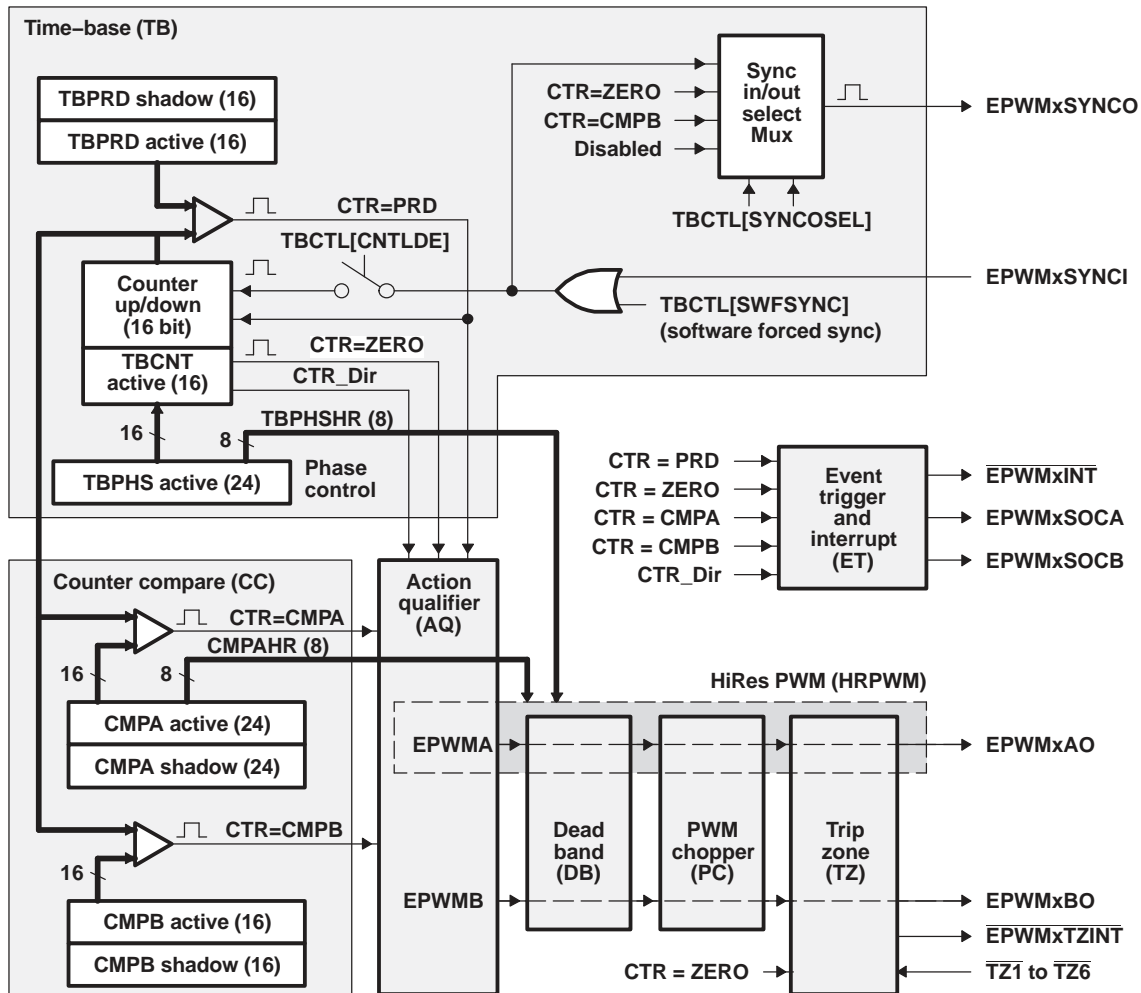 Time−base (TB)
TBPRD shadow (16)
TBPRD active (16)
CTR=ZERO
CTR=CMPB
Disabled
Sync
in/out
select
Mux
EPWMxSYNCO
TBCTL[SYNCOSEL]
CTR=PRD
TBCTL[CNTLDE]
EPWMxSYNCI
TBCTL[SWFSYNC]
(software forced sync)
Counter
up/down
(16 bit)
TBCNT
active (16)
CTR=ZERO
CTR_Dir
16
8
TBPHSHR (8)
TBPHS active (24)
Phase
control
CTR = PRD
CTR = ZERO
CTR = CMPA
CTR = CMPB
CTR_Dir
Event
trigger
and
interrupt
(ET)
EPWMxINT
EPWMxSOCA
EPWMxSOCB
Counter compare (CC)
CTR=CMPA
16
8
CMPAHR (8)
CMPA active (24)
CMPA shadow (24)
CTR=CMPB
16
CMPB active (16)
CMPB shadow (16)
Action
qualifier
(AQ)
HiRes PWM (HRPWM)
EPWMA
EPWMxAO
Dead
band
(DB)
PWM
chopper
(PC)
Trip
zone
(TZ)
EPWMB
EPWMxBO
EPWMxTZINT
CTR = ZERO
TZ1 to TZ6